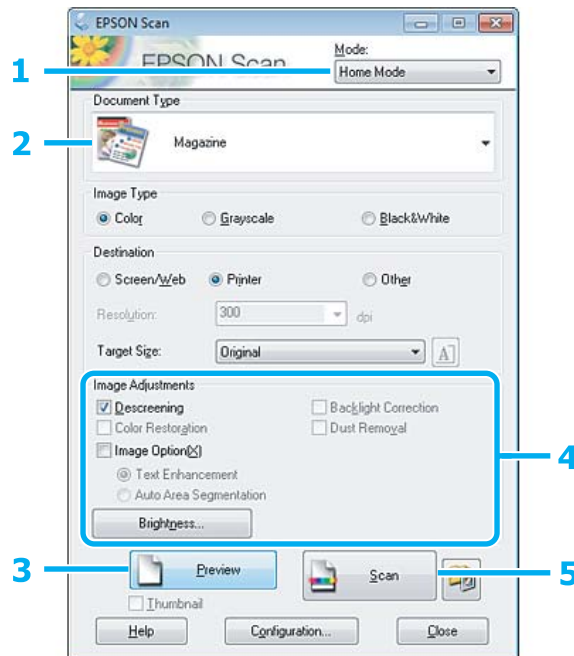 EPSON Scan
EPSON Scan
Mode:
1
Home Mode
Document Type
2
Magazine
Image Type
Color Grayscale Black&White
Destination
Screen/Web Printer Other
Resolution: 300 dpi
Target Size: Original A
Image Adjustments
Descreening Backlight Correction
Color Restoration Dust Removal
Image Option(X)
4
Text Enhancement
Auto Area Segmentation
Brightness...
3 Preview Scan 5
Thumbnail
Help Configuration... Close